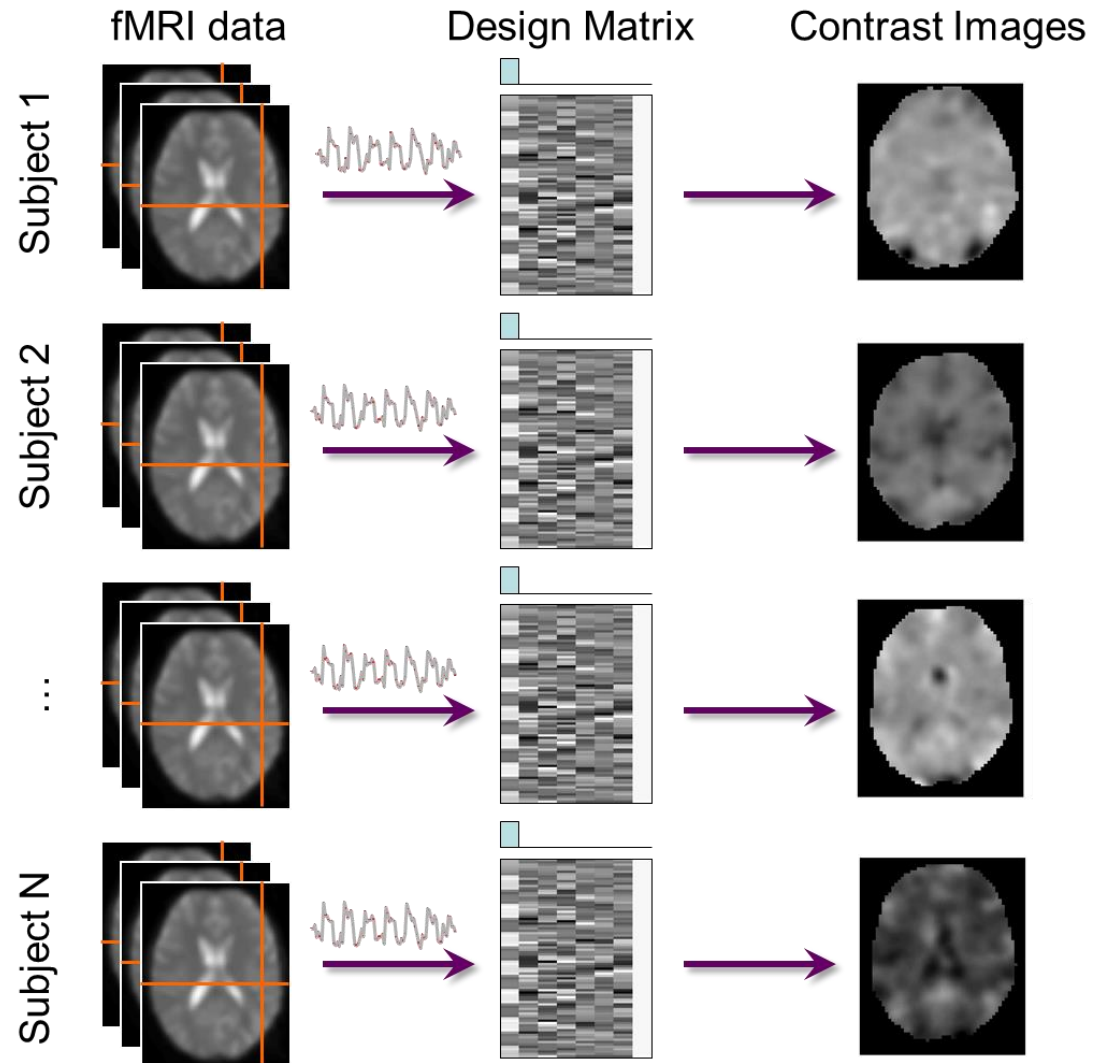 fMRI data
Design Matrix
Contrast Images
Subject 1
Subject 2
...
Subject N